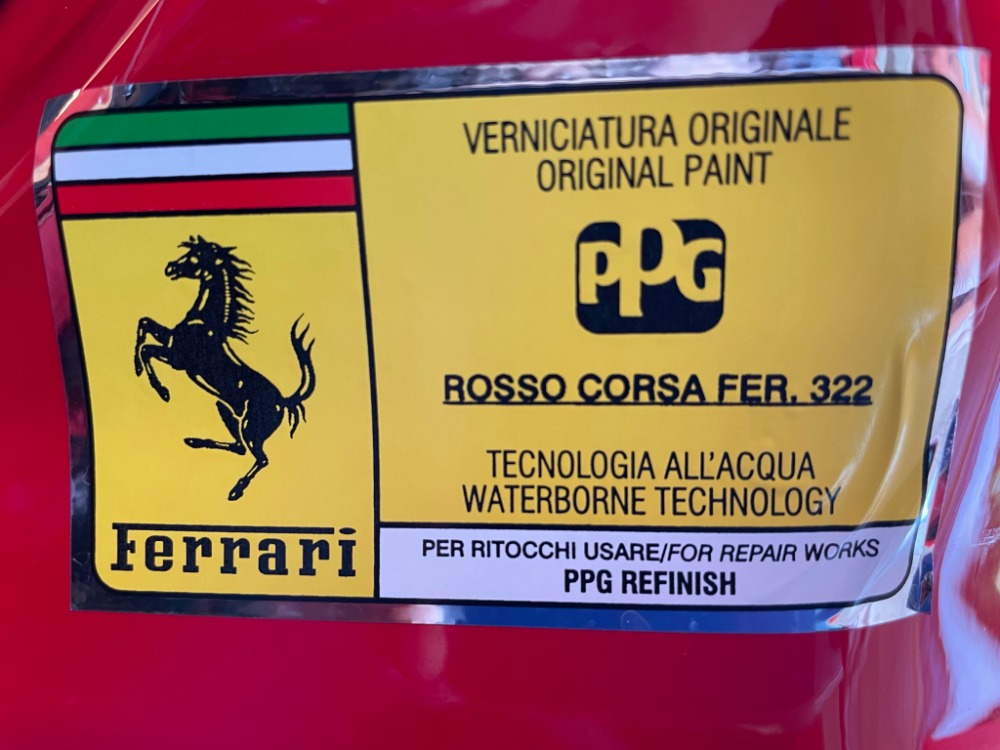 VERNICIATURA ORIGINALE
ORIGINAL PAINT
PPG
ROSSO CORSA FER. 322
TECNOLOGIA ALL'ACQUA
WATERBORNE TECHNOLOGY
Ferrari
PER RITOCCHI USARE/FOR REPAIR WORKS
PPG REFINISH